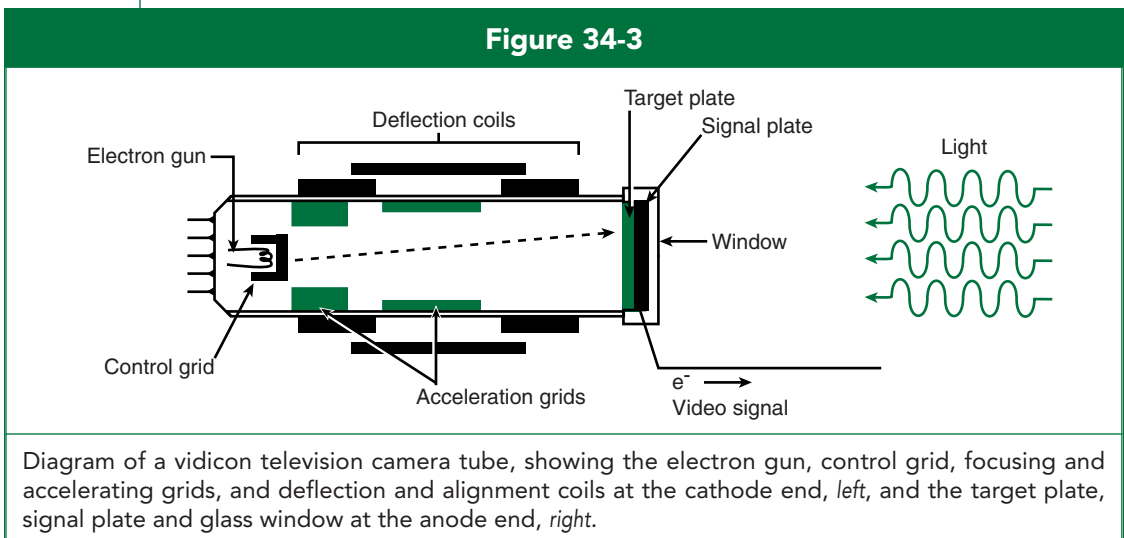 Figure 34-3
Target plate
Deflection coils
Signal plate
Electron gun
Light
Window
Control grid
Acceleration grids
e-
Video signal
Diagram of a vidicon television camera tube, showing the electron gun, control grid, focusing and
accelerating grids, and deflection and alignment coils at the cathode end, left, and the target plate,
signal plate and glass window at the anode end, right.